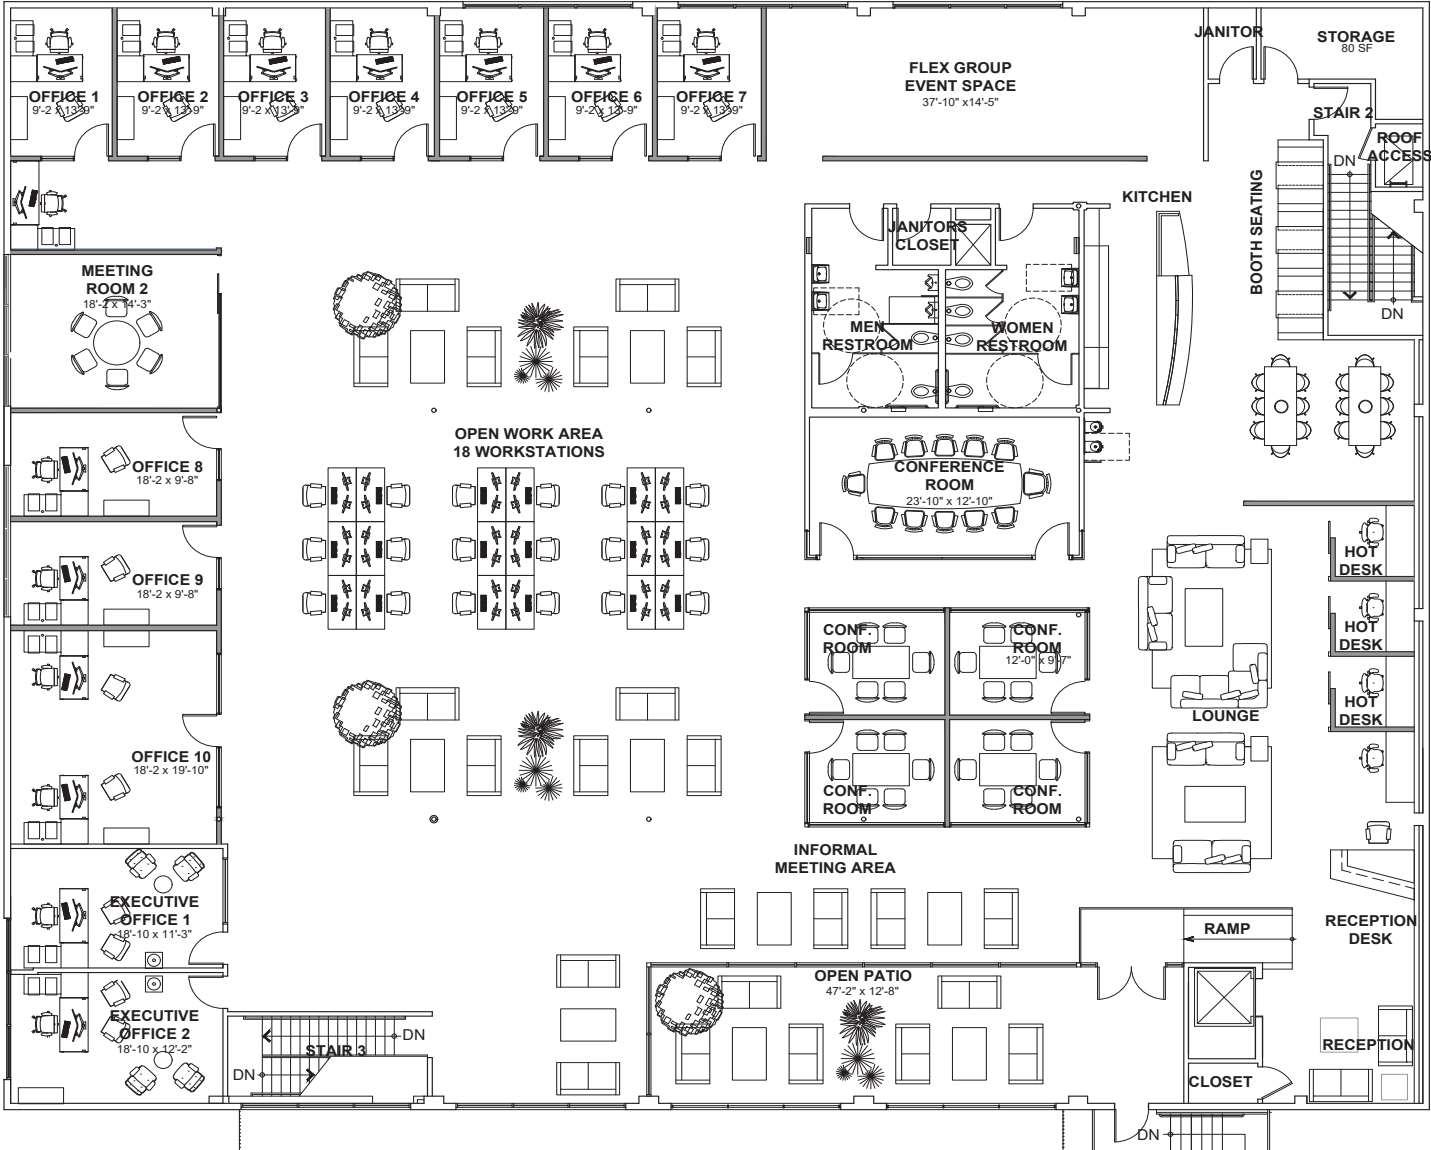 OFFICE 1
9'-2 x 13'-9"
OFFICE 2
9'-2 x 13'-9"
OFFICE 3
9'-2 x 13'-9"
OFFICE 4
9'-2 x 13'-9"
OFFICE 5
9'-2 x 13'-9"
OFFICE 6
9'-2 x 13'-9"
OFFICE 7
9'-2 x 13'-9"
FLEX GROUP
EVENT SPACE
37'-10" x14'-5"
JANITOR
STORAGE
80 SF
STAIR 2
ROOF
ACCESS
DN
DN
KITCHEN
BOOTH SEATING
JANITORS
CLOSET
MEN
RESTROOM
WOMEN
RESTROOM
MEETING
ROOM 2
18'-2 x 14'-3"
OPEN WORK AREA
18 WORKSTATIONS
OFFICE 8
18'-2 x 9'-8"
CONFERENCE
ROOM
23'-10" x 12'-10"
OFFICE 9
18'-2 x 9'-8"
HOT
DESK
HOT
DESK
HOT
DESK
CONF.
ROOM
CONF.
ROOM
12'-0" x 9'-7"
LOUNGE
OFFICE 10
18'-2 x 19'-10"
CONF.
ROOM
CONF.
ROOM
INFORMAL
MEETING AREA
EXECUTIVE
OFFICE 1
18'-10 x 11'-3"
RAMP
RECEPTION
DESK
OPEN PATIO
47'-2" x 12'-8"
EXECUTIVE
OFFICE 2
18'-10 x 12'-2"
STAIR 3
DN
DN
RECEPTION
CLOSET
DN